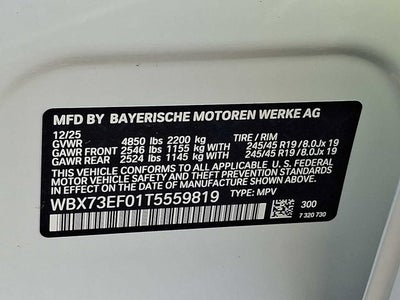 MFD BY BAYERISCHE MOTOREN WERKE AG
12/25
GVWR 4850 lbs 2200 kg TIRE / RIM
GAWR FRONT 2546 lbs 1155 kg *** 245/45 R19 / 8.0Jx 19
GAWR REAR 2524 lbs 1145 kg *** 245/45 R19 / 8.0Jx 19
THIS VEHICLE CONFORMS TO ALL APPLICABLE U. S. FEDERAL
MOTOR VEHICLE SAFETY, BUMPER, AND THEFT PREVENTION
STANDARDS IN EFFECT ON THE DATE OF MANUFACTURE SHOWN ABOVE.
WBX73EF01T5559819 TYPE: MPV
300
7 320 730